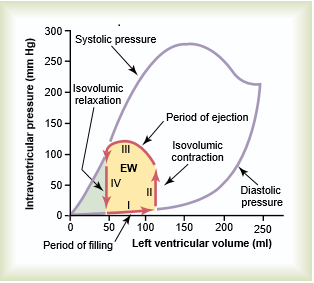 Intraventricular pressure (mm Hg)
300
250
200
150
100
50
0
Systolic pressure
Isovolumic
relaxation
Period of ejection
III
EW
Isovolumic
contraction
IV
II
I
Diastolic
pressure
0
50
100
150
200
250
Period of filling
Left ventricular volume (ml)